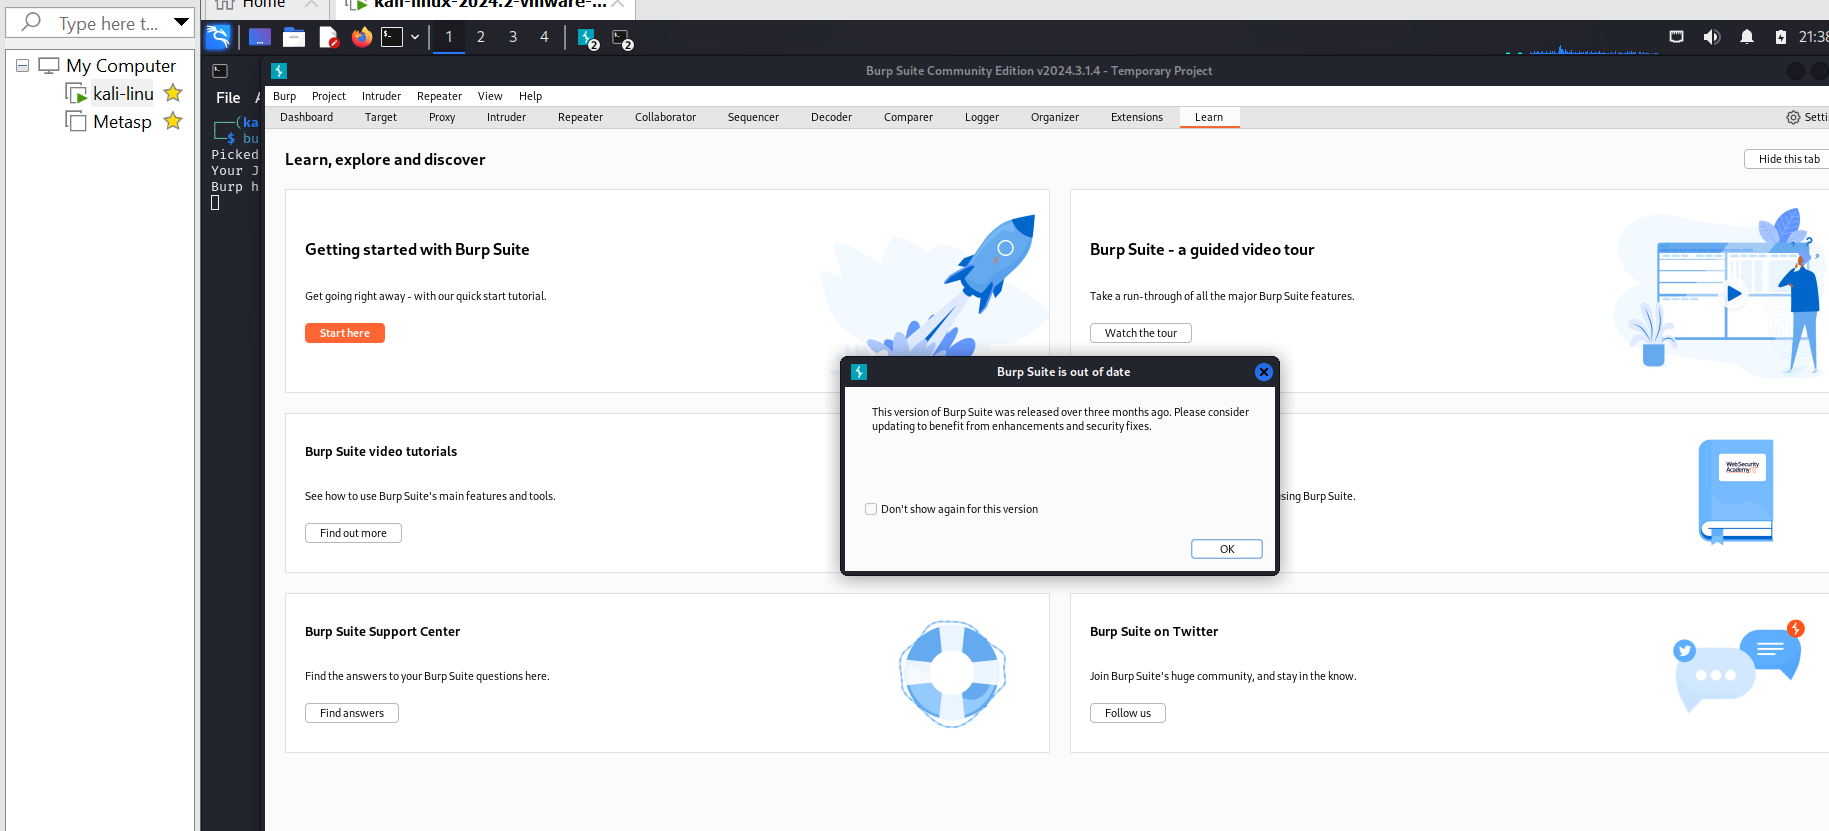 Home
kali-linux-2024.2-vmware-...
Type here t...
1 2 3 4
2
2
21:38
My Computer
kali-linu
Metasp
Burp Suite Community Edition v2024.3.1.4 - Temporary Project
File
Burp Project Intruder Repeater View Help
Dashboard Target Proxy Intruder Repeater Collaborator Sequencer Decoder Comparer Logger Organizer Extensions Learn
Setti
(ka
$ bu
Picked
Your J
Burp h
Learn, explore and discover
Hide this tab
Getting started with Burp Suite
Get going right away - with our quick start tutorial.
Start here
Burp Suite - a guided video tour
Take a run-through of all the major Burp Suite features.
Watch the tour
Burp Suite is out of date
This version of Burp Suite was released over three months ago. Please consider
updating to benefit from enhancements and security fixes.
Don't show again for this version
OK
Burp Suite video tutorials
See how to use Burp Suite's main features and tools.
Find out more
sing Burp Suite.
WebSecurity
Academy
Burp Suite Support Center
Find the answers to your Burp Suite questions here.
Find answers
Burp Suite on Twitter
Join Burp Suite's huge community, and stay in the know.
Follow us